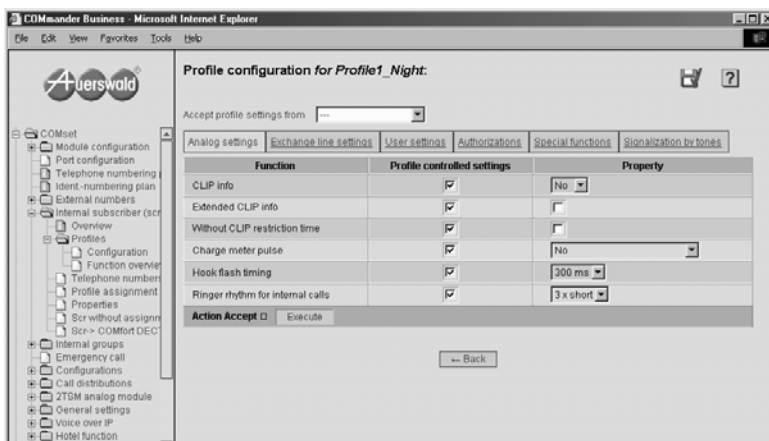 COMmander Business - Microsoft Internet Explorer
File Edit View Favorites Tools Help
Auerswald
Profile configuration for Profile1_Night:
Accept profile settings from ---
Analog settings Exchange line settings User settings Authorizations Special functions Signalization by tones
Function Profile controlled settings Property
CLIP info No
Extended CLIP info
Without CLIP restriction time
Charge meter pulse No
Hook flash timing 300 ms
Ringer rhythm for internal calls 3 x short
Action Accept Execute
← Back
COMset
Module configuration
Port configuration
Telephone numbering
Ident.-numbering plan
External numbers
Internal subscriber (scr
Overview
Profiles
Configuration
Function overvie
Telephone number
Profile assignment
Properties
Scr without assignm
Scr-> COMfort DECT
Internal groups
Emergency call
Configurations
Call distributions
2TSM analog module
General settings
Voice over IP
Hotel function